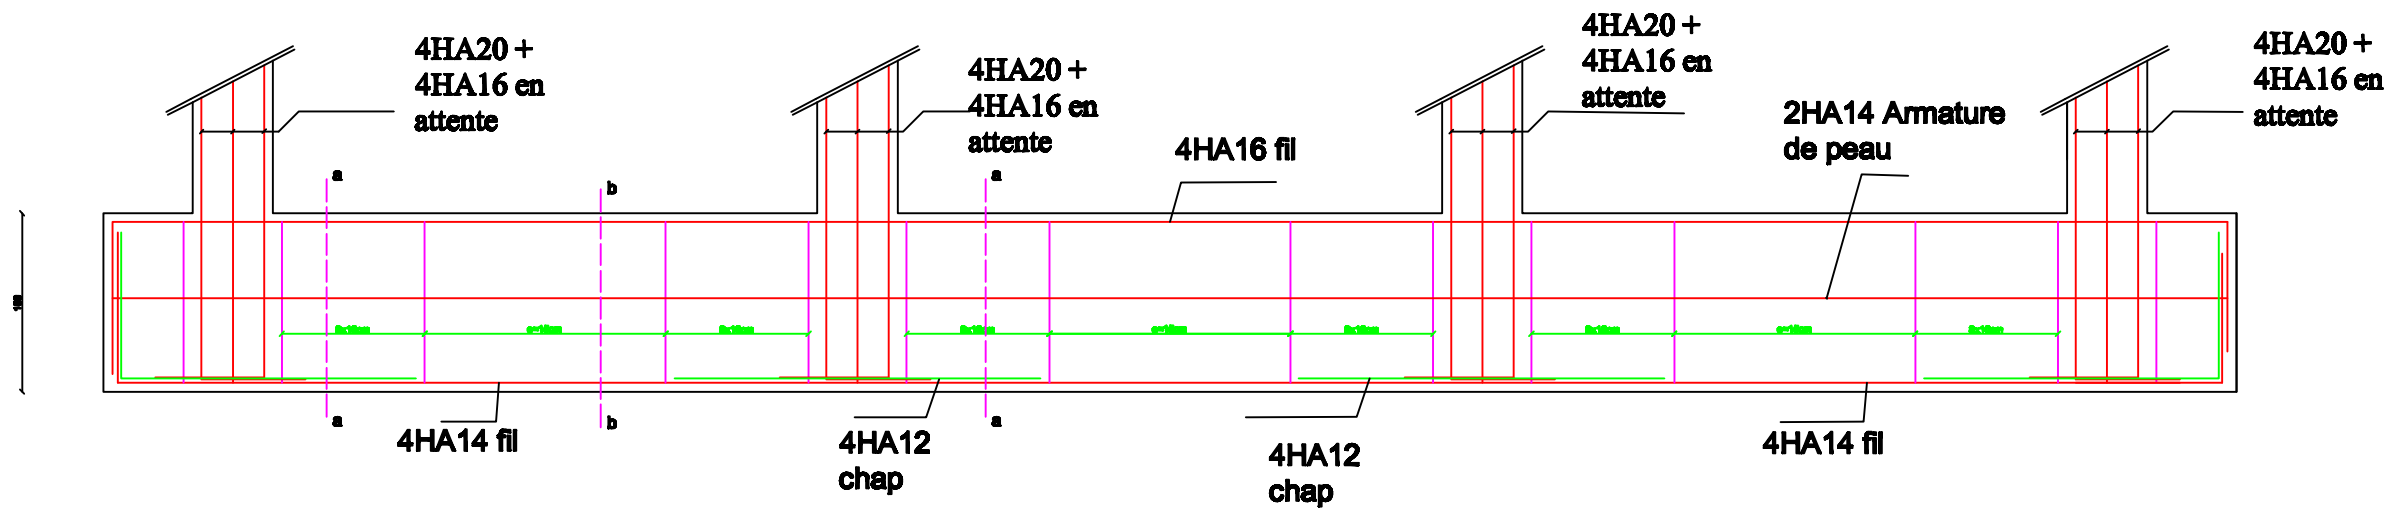 4HA20 +
4HA16 en
attente
4HA20 +
4HA16 en
attente
4HA20 +
4HA16 en
attente
4HA20 +
4HA16 en
attente
4HA16 fil
2HA14 Armature
de peau
a
b
a
a
b
a
4HA14 fil
4HA12
chap
4HA12
chap
4HA14 fil